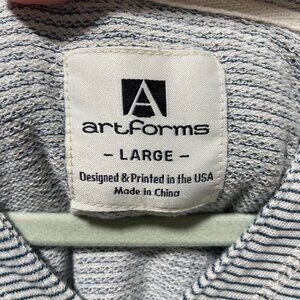 A
artforms
- LARGE -
Designed & Printed in the USA
Made in China